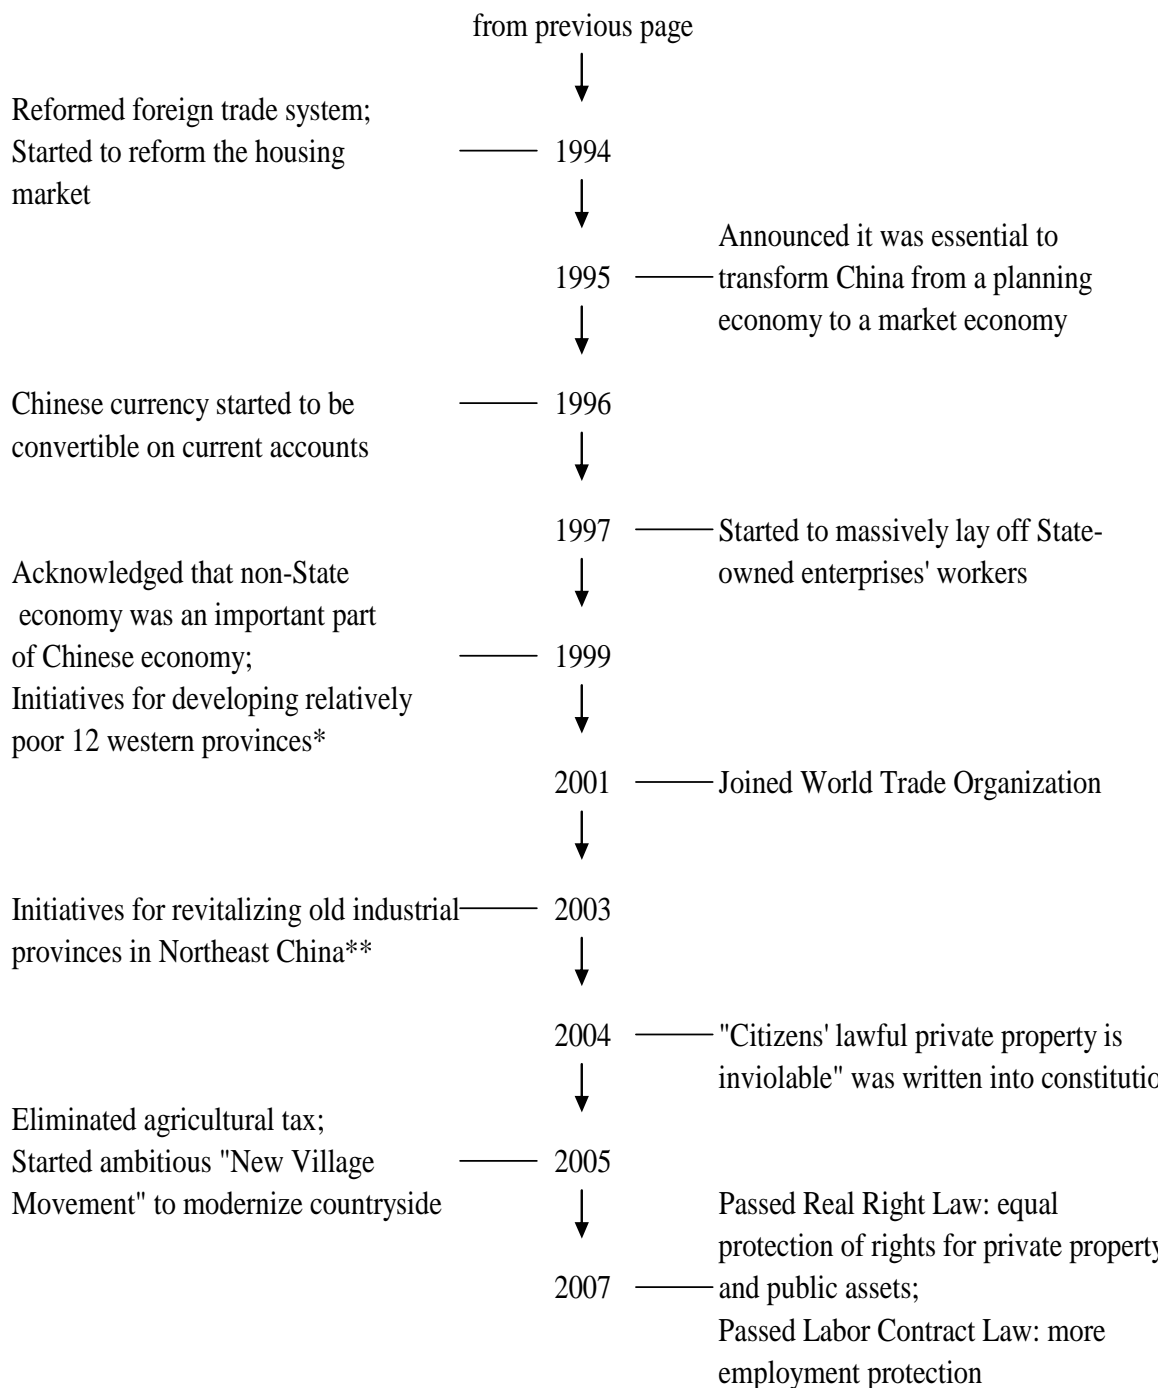 from previous page
Reformed foreign trade system;
Started to reform the housing
market
1994
Announced it was essential to
transform China from a planning
economy to a market economy
1995
Chinese currency started to be
convertible on current accounts
1996
1997
Started to massively lay off State-
owned enterprises' workers
Acknowledged that non-State
economy was an important part
of Chinese economy;
Initiatives for developing relatively
poor 12 western provinces*
1999
2001
Joined World Trade Organization
Initiatives for revitalizing old industrial
provinces in Northeast China**
2003
2004
"Citizens' lawful private property is
inviolable" was written into constitutio
Eliminated agricultural tax;
Started ambitious "New Village
Movement" to modernize countryside
2005
Passed Real Right Law: equal
protection of rights for private property
and public assets;
Passed Labor Contract Law: more
employment protection
2007